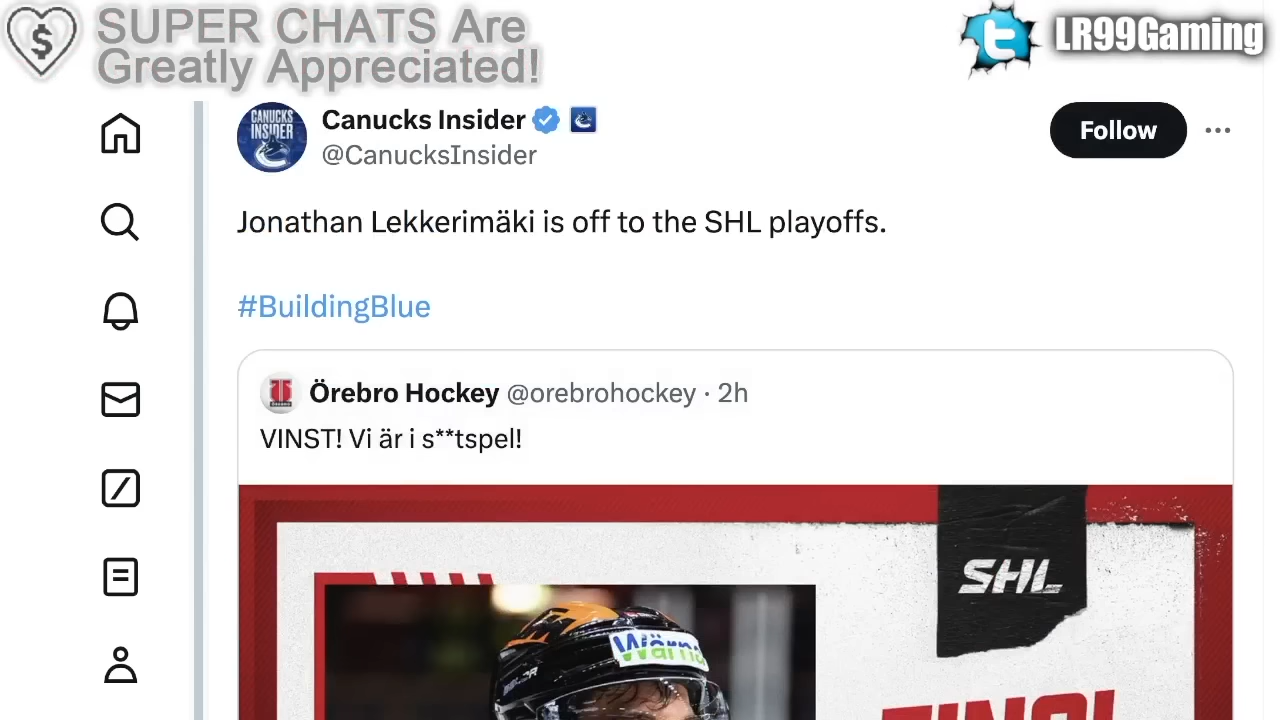 SUPER CHATS Are
Greatly Appreciated!
LR99Gaming
CANUCKS
INSIDER
Canucks Insider
@CanucksInsider
Follow
Jonathan Lekkerimäki is off to the SHL playoffs.
#BuildingBlue
Örebro Hockey @orebrohockey · 2h
VINST! Vi är i s**tspel!
SHL